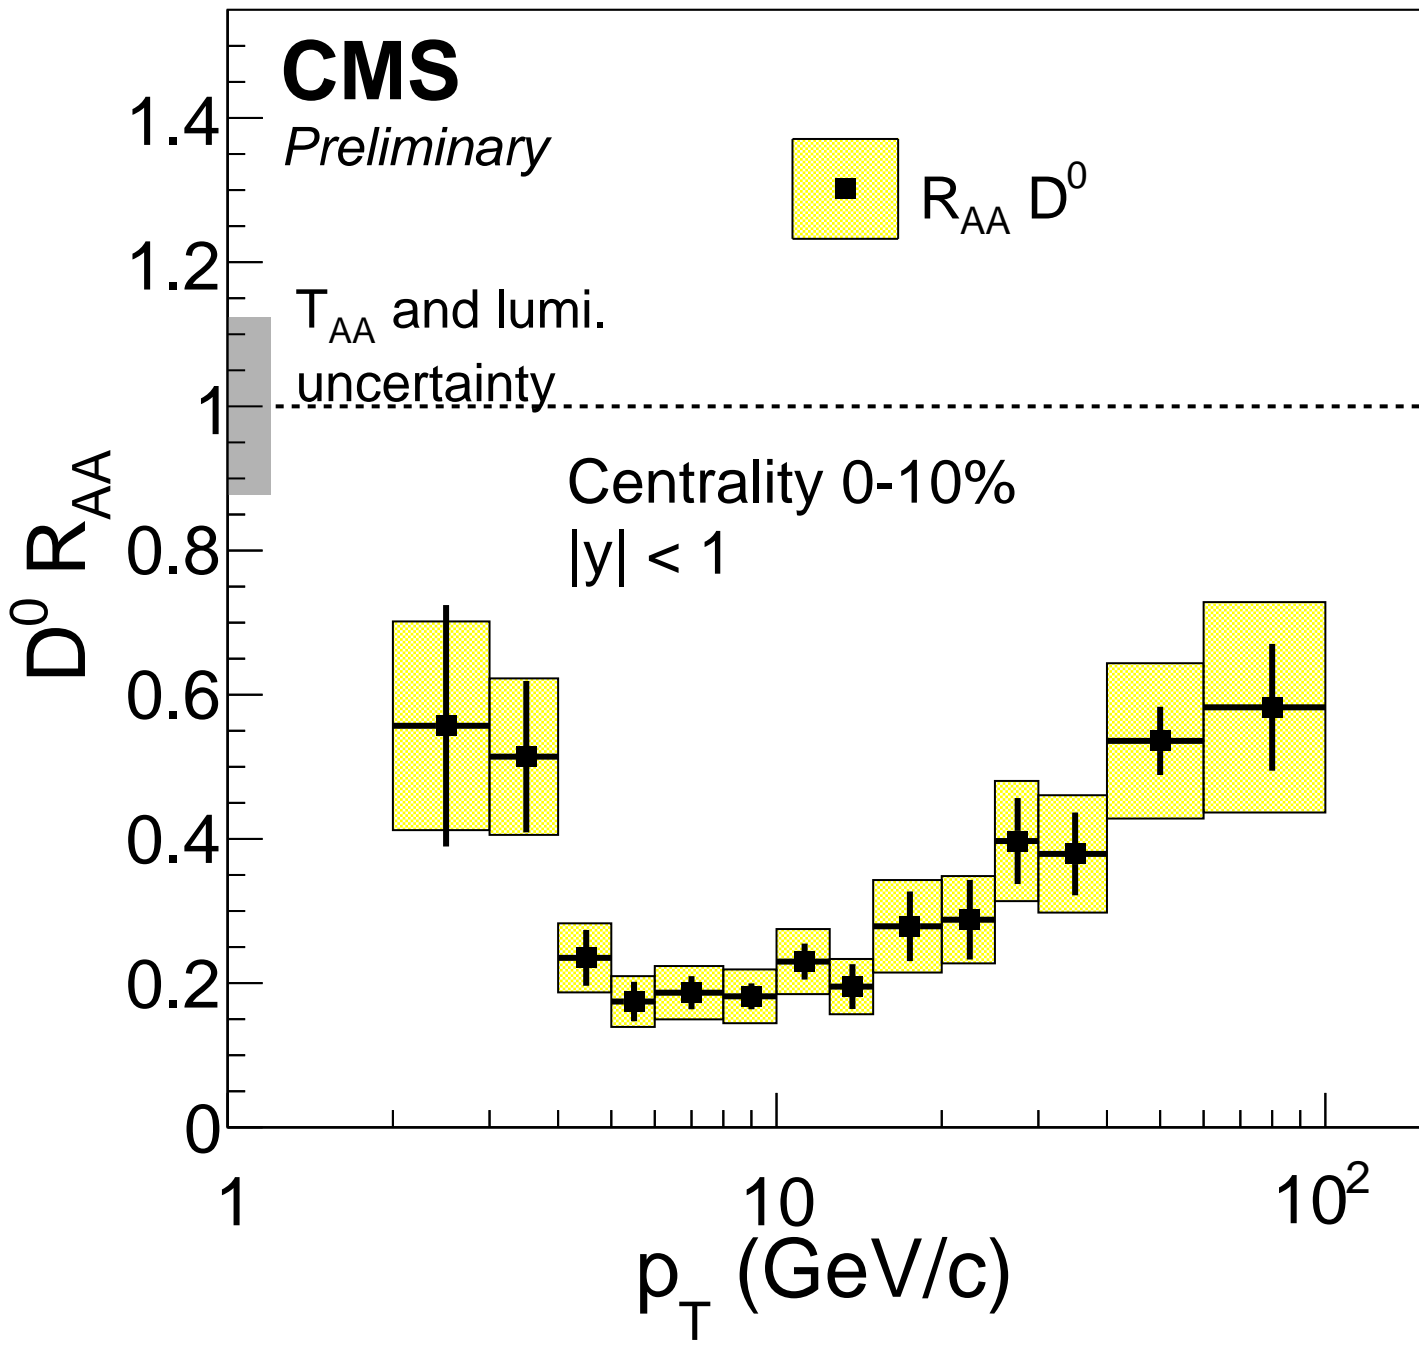 CMS
Preliminary
R_AA D^0
T_AA and lumi.
uncertainty
Centrality 0-10%
|y| < 1
D^0 R_AA
1.4
1.2
1
0.8
0.6
0.4
0.2
0
1
10
10^2
p_T (GeV/c)